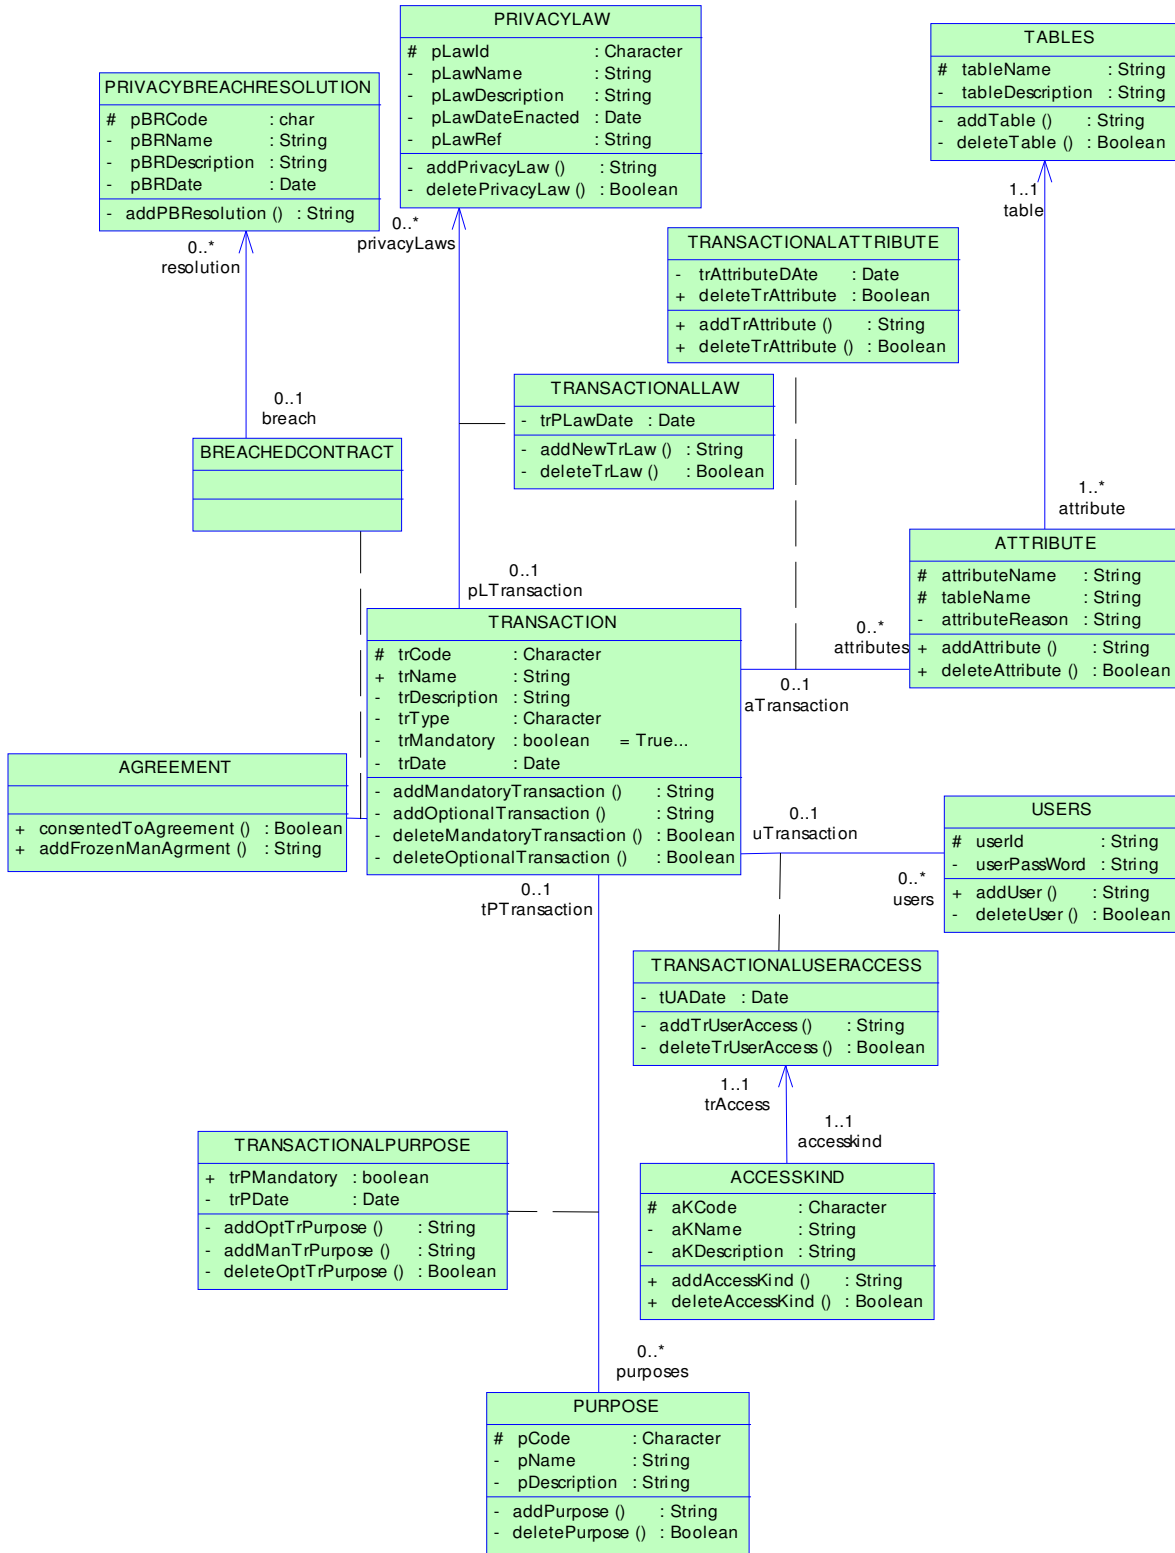 PRIVACYLAW
# pLawId : Character
- pLawName : String
- pLawDescription : String
- pLawDateEnacted : Date
- pLawRef : String
- addPrivacyLaw () : String
- deletePrivacyLaw () : Boolean
TABLES
# tableName : String
- tableDescription : String
- addTable () : String
- deleteTable () : Boolean
PRIVACYBREACHRESOLUTION
# pBRCode : char
- pBRName : String
- pBRDescription : String
- pBRDate : Date
- addPBResolution () : String
0..*
resolution
0..*
privacyLaws
1..1
table
TRANSACTIONALATTRIBUTE
- trAttributeDAte : Date
+ deleteTrAttribute : Boolean
+ addTrAttribute () : String
+ deleteTrAttribute () : Boolean
TRANSACTIONALLAW
- trPLawDate : Date
- addNewTrLaw () : String
- deleteTrLaw () : Boolean
0..1
breach
BREACHEDCONTRACT
1..*
attribute
ATTRIBUTE
# attributeName : String
# tableName : String
- attributeReason : String
+ addAttribute () : String
+ deleteAttribute () : Boolean
0..1
pLTransaction
0..*
attributes
0..1
aTransaction
TRANSACTION
# trCode : Character
+ trName : String
- trDescription : String
- trType : Character
- trMandatory : boolean = True...
- trDate : Date
- addMandatoryTransaction () : String
- addOptionalTransaction () : String
- deleteMandatoryTransaction () : Boolean
- deleteOptionalTransaction () : Boolean
AGREEMENT
+ consentedToAgreement () : Boolean
+ addFrozenManAgrment () : String
0..1
uTransaction
USERS
# userId : String
- userPassWord : String
+ addUser () : String
- deleteUser () : Boolean
0..*
users
0..1
tPTransaction
TRANSACTIONALUSERACCESS
- tUADate : Date
- addTrUserAccess () : String
- deleteTrUserAccess () : Boolean
1..1
trAccess
1..1
accesskind
TRANSACTIONALPURPOSE
+ trPMandatory : boolean
- trPDate : Date
- addOptTrPurpose () : String
- addManTrPurpose () : String
- deleteOptTrPurpose () : Boolean
ACCESSKIND
# aKCode : Character
- aKName : String
- aKDescription : String
+ addAccessKind () : String
+ deleteAccessKind () : Boolean
0..*
purposes
PURPOSE
# pCode : Character
- pName : String
- pDescription : String
- addPurpose () : String
- deletePurpose () : Boolean